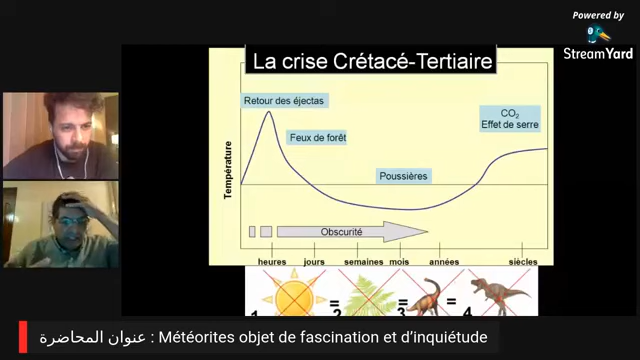 Powered by
StreamYard
La crise Crétacé-Tertiaire
Retour des éjectas
Feux de forêt
CO2
Effet de serre
Poussières
Température
Obscurité
heures jours semaines mois années siècles
1 = 2 = 3 = 4
عنوان المحاضرة : Météorites objet de fascination et d’inquiétude